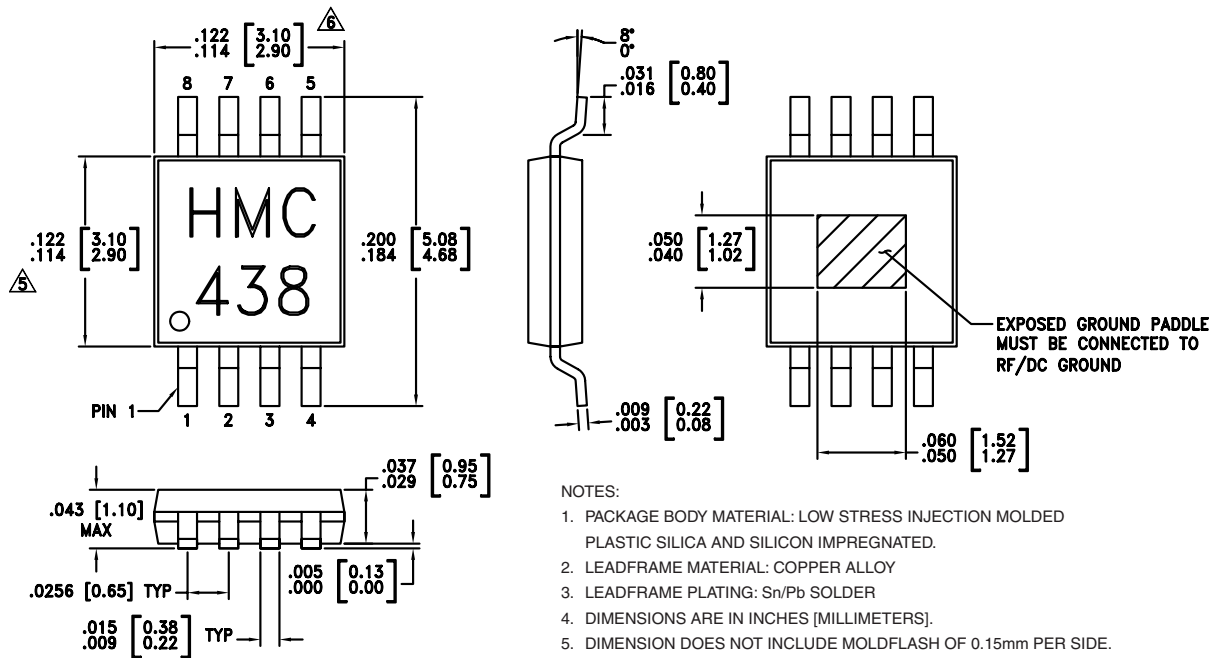 .122 [3.10]
.114 [2.90]
6
8 7 6 5
HMC
438
.122 [3.10]
.114 [2.90]
5
.200 [5.08]
.184 [4.68]
PIN 1
1 2 3 4
8°
0°
.031 [0.80]
.016 [0.40]
.009 [0.22]
.003 [0.08]
.050 [1.27]
.040 [1.02]
EXPOSED GROUND PADDLE
MUST BE CONNECTED TO
RF/DC GROUND
.060 [1.52]
.050 [1.27]
.037 [0.95]
.029 [0.75]
.043 [1.10]
MAX
.005 [0.13]
.000 [0.00]
.0256 [0.65] TYP
.015 [0.38]
.009 [0.22] TYP
NOTES:
1. PACKAGE BODY MATERIAL: LOW STRESS INJECTION MOLDED
PLASTIC SILICA AND SILICON IMPREGNATED.
2. LEADFRAME MATERIAL: COPPER ALLOY
3. LEADFRAME PLATING: Sn/Pb SOLDER
4. DIMENSIONS ARE IN INCHES [MILLIMETERS].
5. DIMENSION DOES NOT INCLUDE MOLDFLASH OF 0.15mm PER SIDE.